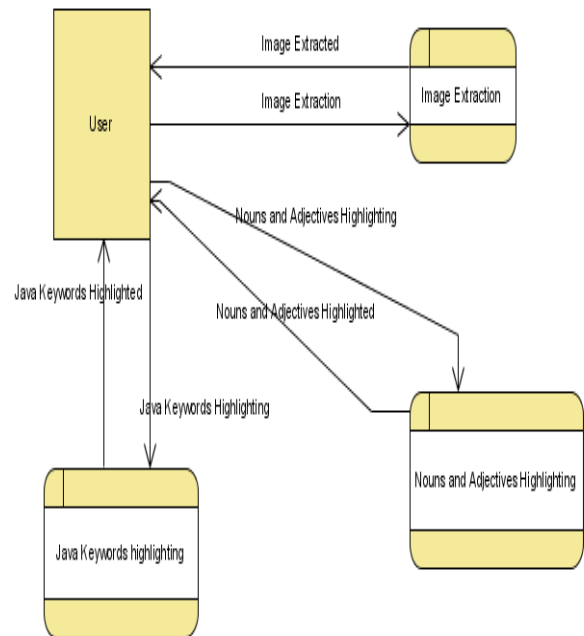 Image Extracted
Image Extraction
Image Extraction
User
Nouns and Adjectives Highlighting
Java Keywords Highlighted
Nouns and Adjectives Highlighted
Java Keywords Highlighting
Nouns and Adjectives Highlighting
Java Keywords highlighting